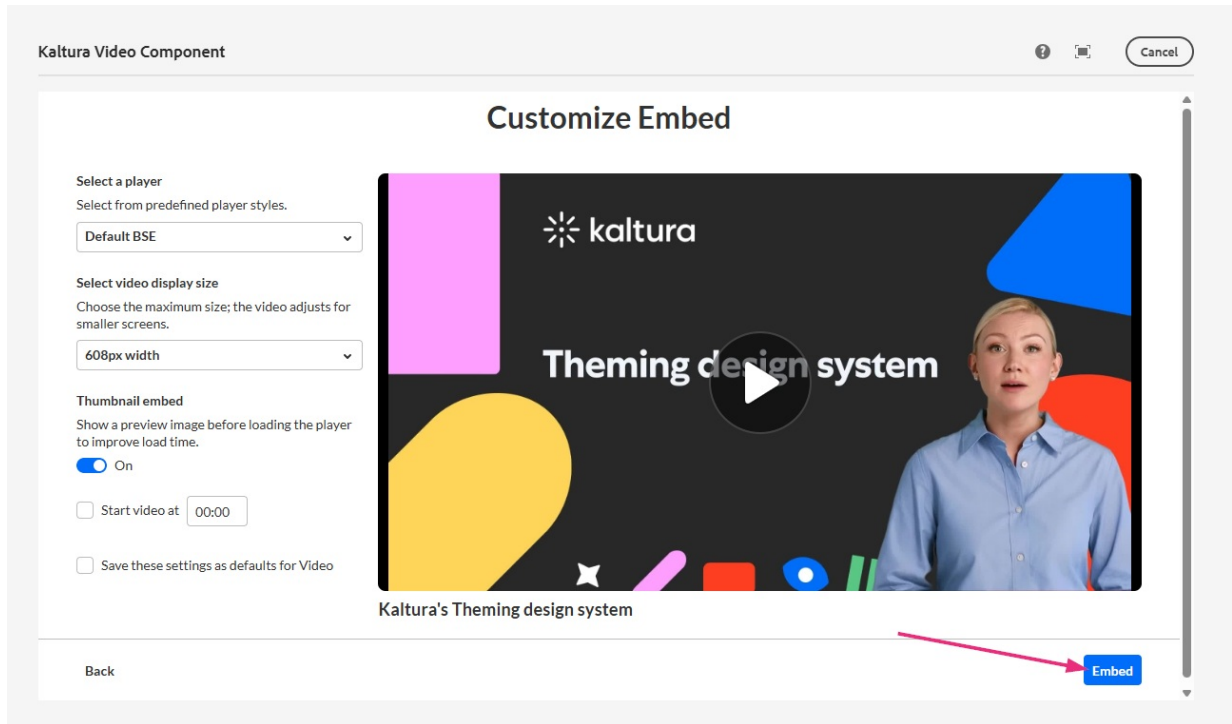 Kaltura Video Component
Cancel
Customize Embed
Select a player
Select from predefined player styles.
Default BSE
Select video display size
Choose the maximum size; the video adjusts for
smaller screens.
608px width
Thumbnail embed
Show a preview image before loading the player
to improve load time.
On
Start video at 00:00
Save these settings as defaults for Video
kaltura
Theming design system
Kaltura's Theming design system
Back
Embed